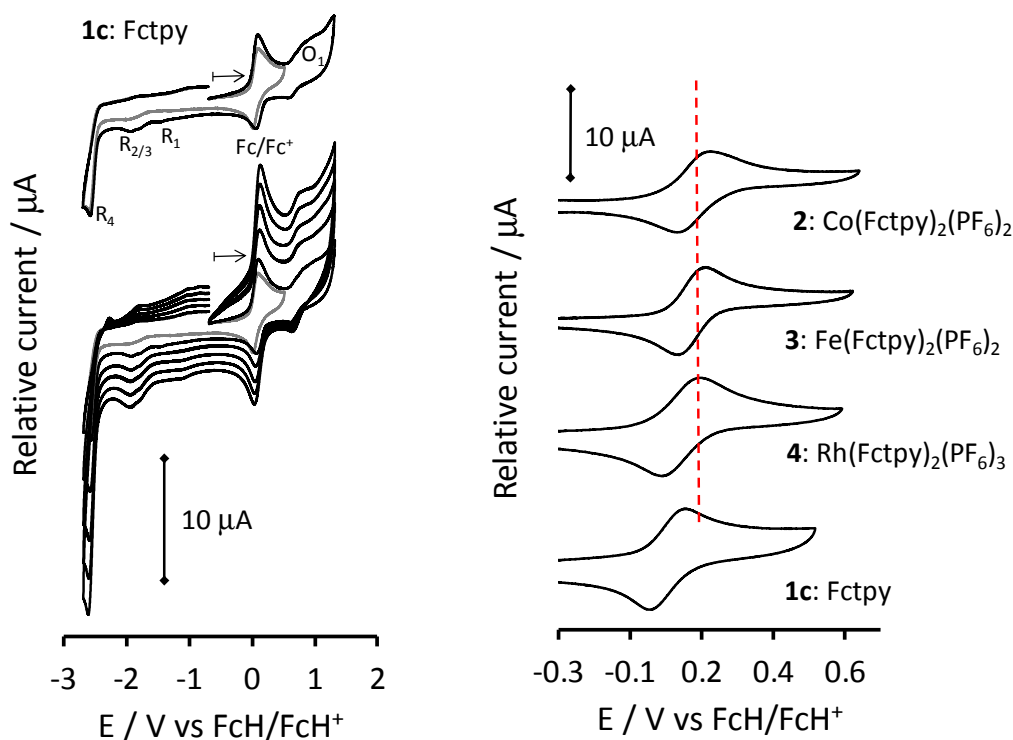 1c: Fctpy
O₁
R₂/₃
R₁
Fc/Fc⁺
R₄
Relative current / μA
10 μA
-3 -2 -1 0 1 2
E / V vs FcH/FcH⁺
10 μA
2: Co(Fctpy)₂(PF₆)₂
3: Fe(Fctpy)₂(PF₆)₂
4: Rh(Fctpy)₂(PF₆)₃
1c: Fctpy
Relative current / μA
-0.3 -0.1 0.2 0.4 0.6
E / V vs FcH/FcH⁺